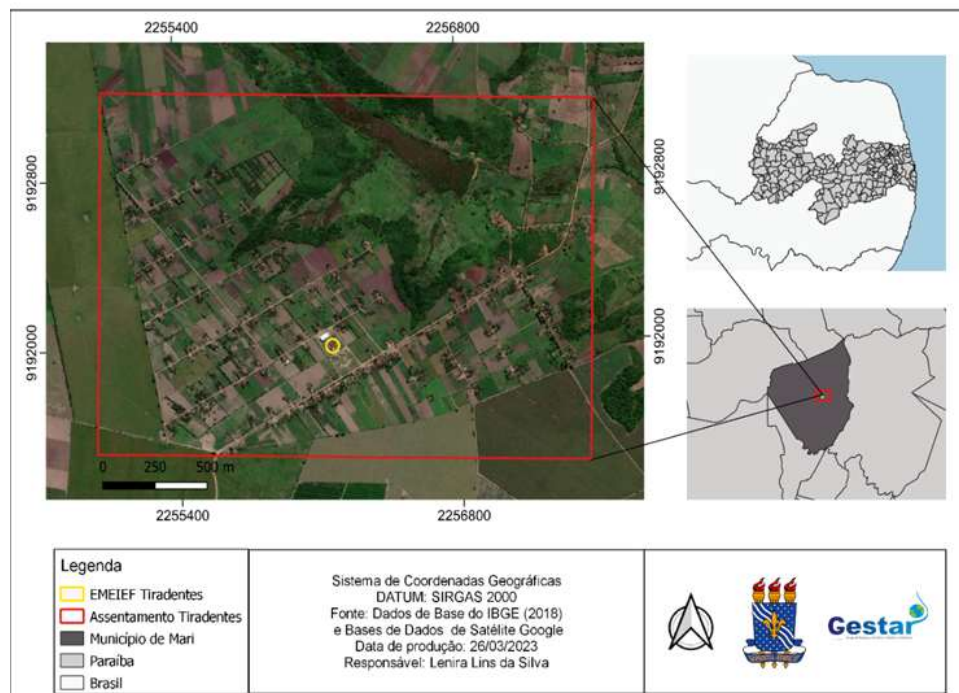 2255400
2256800
9192800
9192800
9192000
9192000
0 250 500 m
2255400
2256800
Legenda
EMEIEF Tiradentes
Assentamento Tiradentes
Município de Mari
Paraíba
Brasil
Sistema de Coordenadas Geográficas
DATUM: SIRGAS 2000
Fonte: Dados de Base do IBGE (2018)
e Bases de Dados de Satélite Google
Data de produção: 26/03/2023
Responsável: Lenira Lins da Silva
Gestar